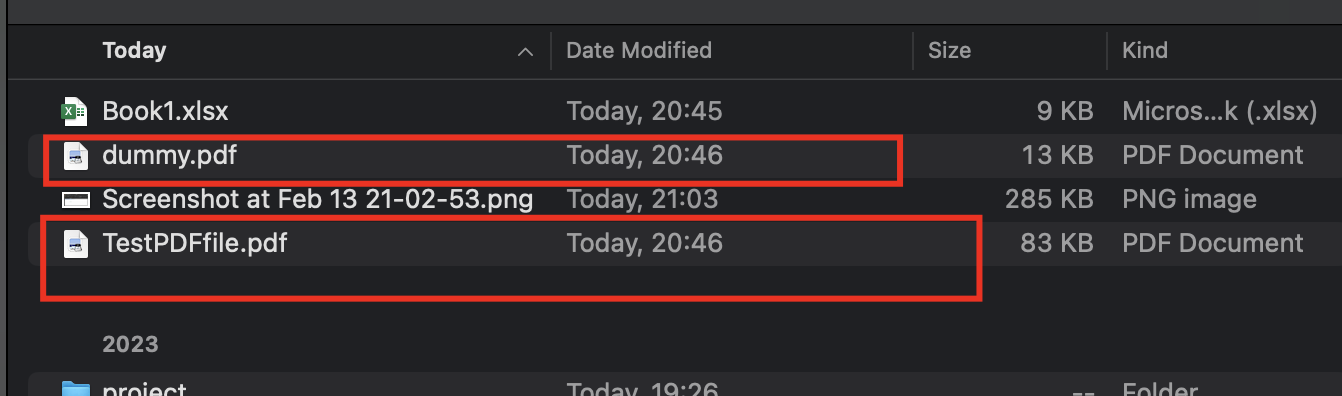 Today Date Modified Size Kind
Book1.xlsx Today, 20:45 9 KB Micros...k (.xlsx)
dummy.pdf Today, 20:46 13 KB PDF Document
Screenshot at Feb 13 21-02-53.png Today, 21:03 285 KB PNG image
TestPDFfile.pdf Today, 20:46 83 KB PDF Document
2023
project Today, 19:26 -- Folder